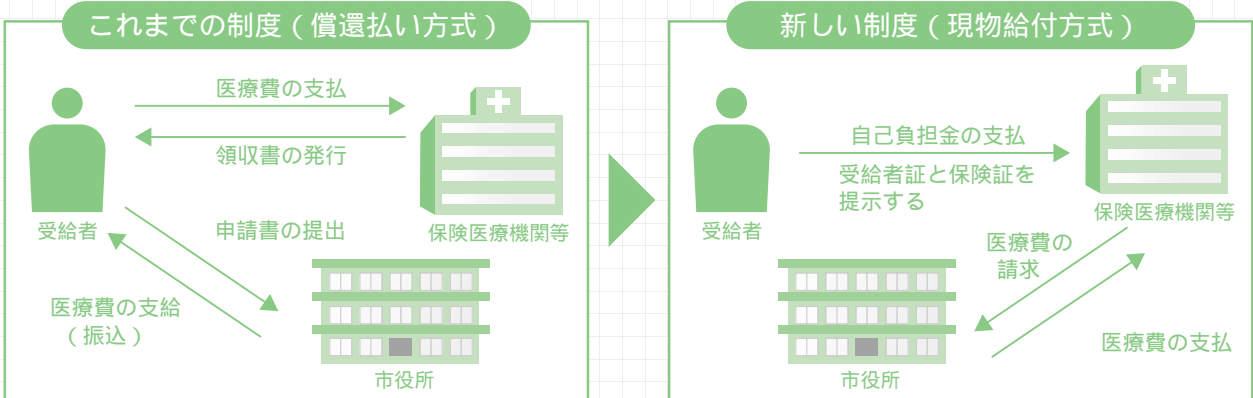 これまでの制度（償還払い方式）
医療費の支払
領収書の発行
受給者
保険医療機関等
申請書の提出
医療費の支給
（振込）
市役所
新しい制度（現物給付方式）
自己負担金の支払
受給者証と保険証を
提示する
受給者
保険医療機関等
医療費の
請求
医療費の支払
市役所